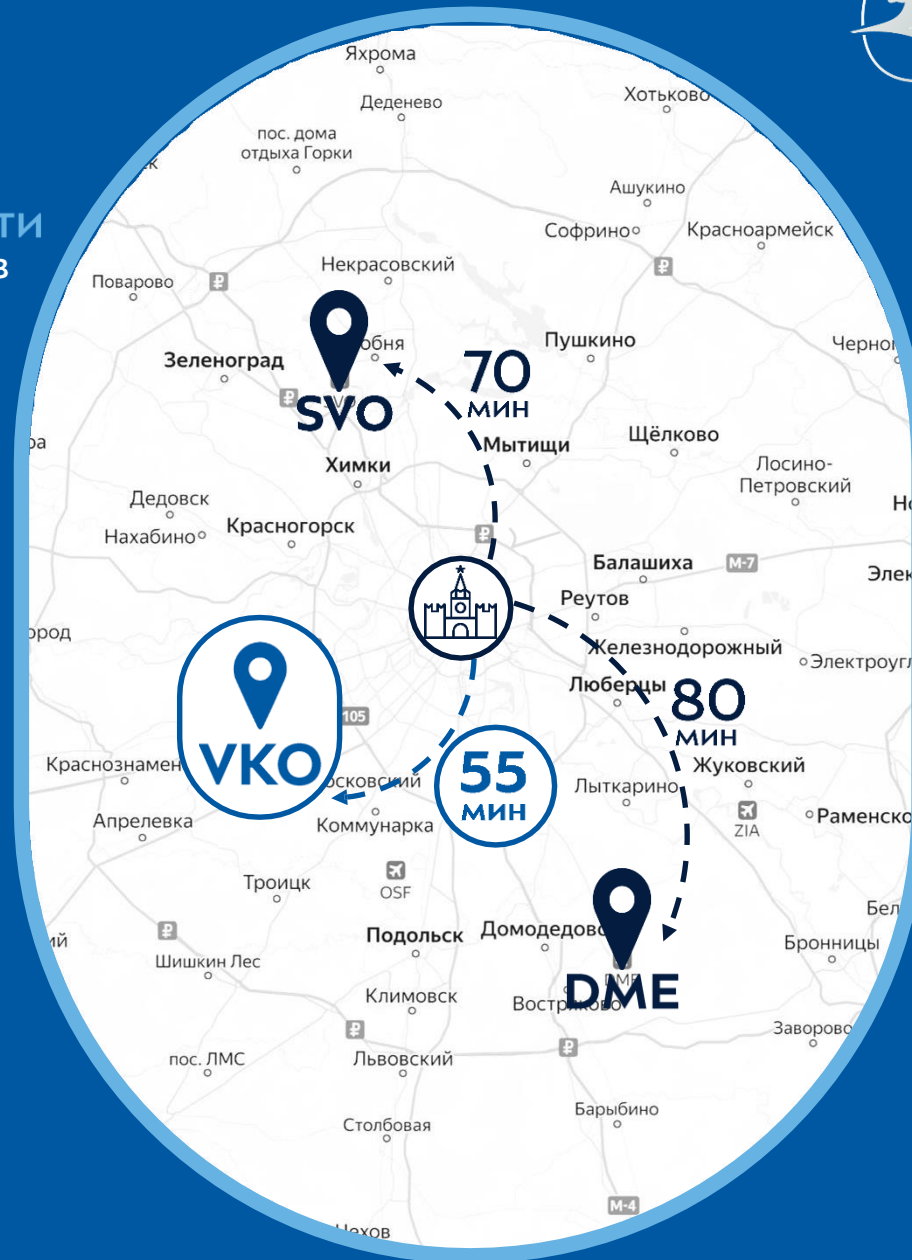 Яхрома
Деденево
Хотьково
пос. дома
отдыха Горки
Ашукино
ти
в
Софрино
Красноармейск
Некрасовский
Поварово
Пушкино
Зеленоград
70
мин
SVO
Мытищи
Щёлково
Химки
Лосино-
Петровский
Дедовск
Нахабино
Красногорск
Балашиха
М-7
Реутов
Железнодорожный
Люберцы
80
мин
105
VKO
55
мин
Жуковский
Лыткарино
ZIA
Апрелевка
Коммунарка
Троицк
OSF
Подольск
Домодедово
Бронницы
Шишкин Лес
DME
Климовск
Востряково
Заворово
пос. ЛМС
Львовский
Барыбино
Столбовая
М-4
Чехов